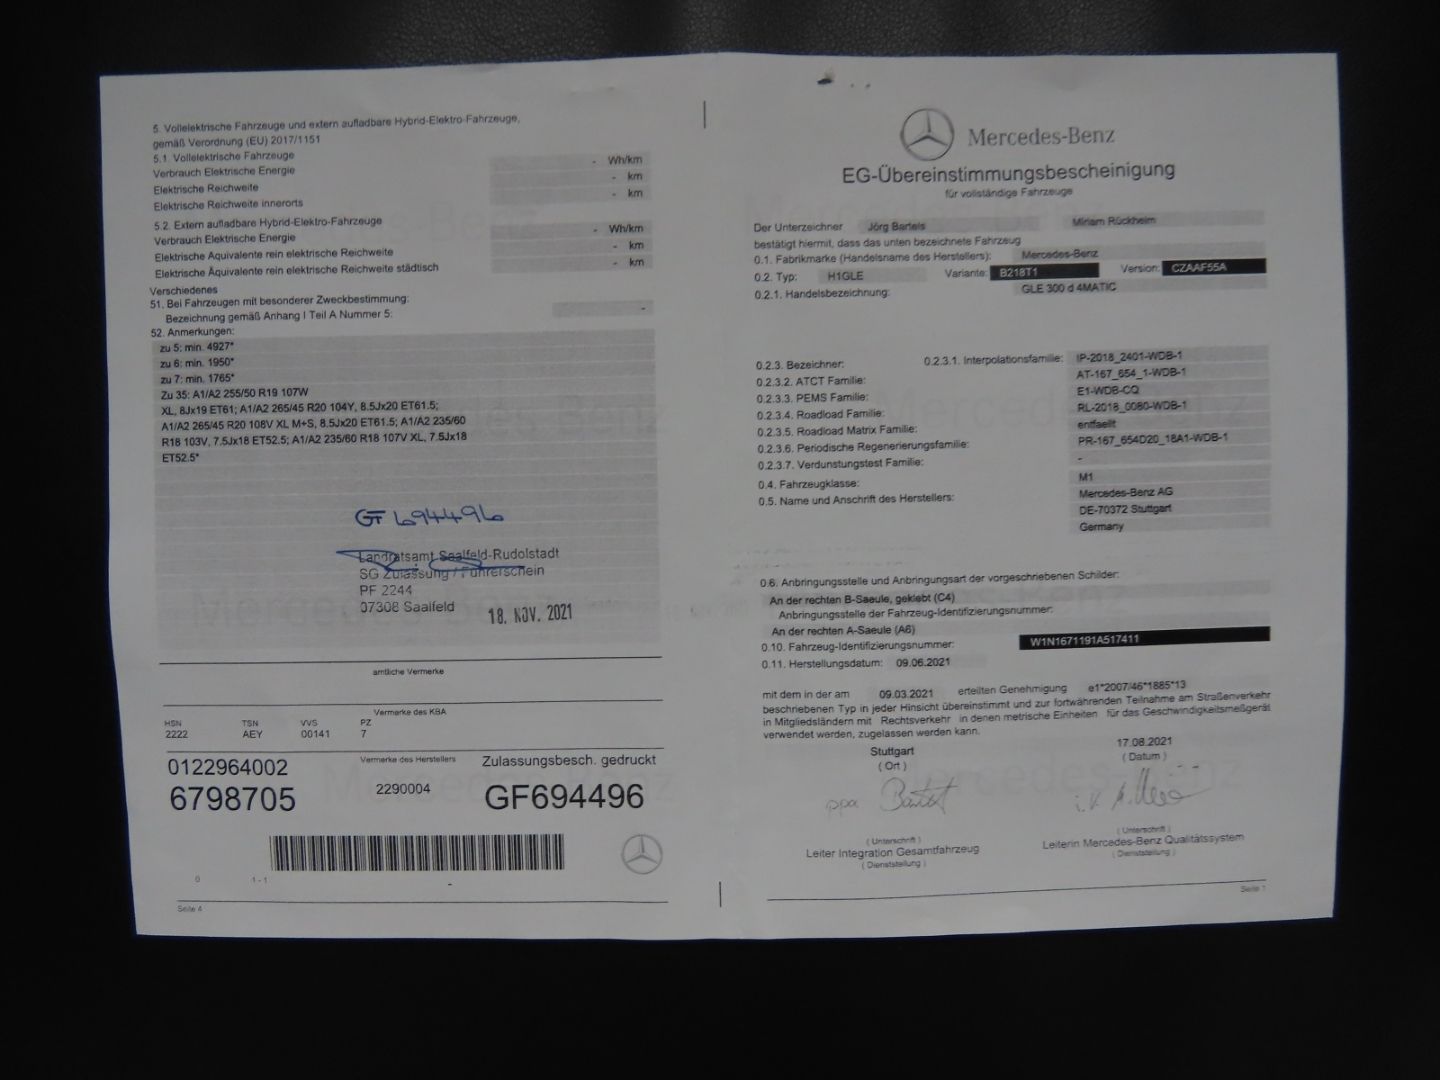 5. Vollelektrische Fahrzeuge und extern aufladbare Hybrid-Elektro-Fahrzeuge,
gemäß Verordnung (EU) 2017/1151
5.1. Vollelektrische Fahrzeuge
Verbrauch Elektrische Energie - Wh/km
Elektrische Reichweite - km
Elektrische Reichweite innerorts - km
5.2. Extern aufladbare Hybrid-Elektro-Fahrzeuge
Verbrauch Elektrische Energie - Wh/km
Elektrische Äquivalente rein elektrische Reichweite - km
Elektrische Äquivalente rein elektrische Reichweite städtisch - km
Verschiedenes
51. Bei Fahrzeugen mit besonderer Zweckbestimmung:
Bezeichnung gemäß Anhang I Teil A Nummer 5: -
52. Anmerkungen:
zu 5: min. 4927*
zu 6: min. 1950*
zu 7: min. 1765*
Zu 35: A1/A2 255/50 R19 107W
XL, 8Jx19 ET61; A1/A2 265/45 R20 104Y, 8.5Jx20 ET61.5;
A1/A2 265/45 R20 108V XL M+S, 8.5Jx20 ET61.5; A1/A2 235/60
R18 103V, 7.5Jx18 ET52.5; A1/A2 235/60 R18 107V XL, 7.5Jx18
ET52.5*
GF694496
Landratsamt Saalfeld-Rudolstadt
SG Zulassung / Führerschein
PF 2244
07308 Saalfeld 18. NOV. 2021
amtliche Vermerke
Vermerke des KBA
HSN TSN VVS PZ
2222 AEY 00141 7
Vermerke des Herstellers
0122964002 Zulassungsbesch. gedruckt
6798705 2290004 GF694496
0 1-1 -
Seite 4
Mercedes-Benz
EG-Übereinstimmungsbescheinigung
für vollständige Fahrzeuge
Der Unterzeichner Jörg Bartels Miriam Rückheim
bestätigt hiermit, dass das unten bezeichnete Fahrzeug
0.1. Fabrikmarke (Handelsname des Herstellers): Mercedes-Benz
0.2. Typ: H1GLE Variante: B218T1 Version: CZAAF55A
0.2.1. Handelsbezeichnung: GLE 300 d 4MATIC
0.2.3. Bezeichner: 0.2.3.1. Interpolationsfamilie: IP-2018_2401-WDB-1
0.2.3.2. ATCT Familie: AT-167_654_1-WDB-1
0.2.3.3. PEMS Familie: E1-WDB-CQ
0.2.3.4. Roadload Familie: RL-2018_0080-WDB-1
0.2.3.5. Roadload Matrix Familie: entfaellt
0.2.3.6. Periodische Regenerierungsfamilie: PR-167_654D20_18A1-WDB-1
0.2.3.7. Verdunstungstest Familie: -
0.4. Fahrzeugklasse: M1
0.5. Name und Anschrift des Herstellers: Mercedes-Benz AG
DE-70372 Stuttgart
Germany
0.6. Anbringungsstelle und Anbringungsart der vorgeschriebenen Schilder:
An der rechten B-Saeule, geklebt (C4)
Anbringungsstelle der Fahrzeug-Identifizierungsnummer:
An der rechten A-Saeule (A6)
0.10. Fahrzeug-Identifizierungsnummer: W1N1671191A517411
0.11. Herstellungsdatum: 09.06.2021
mit dem in der am 09.03.2021 erteilten Genehmigung e1*2007/46*1885*13
beschriebenen Typ in jeder Hinsicht übereinstimmt und zur fortwährenden Teilnahme am Straßenverkehr
in Mitgliedsländern mit Rechtsverkehr in denen metrische Einheiten für das Geschwindigkeitsmeßgerät
verwendet werden, zugelassen werden kann.
Stuttgart 17.08.2021
( Ort ) ( Datum )
ppa
( Unterschrift ) ( Unterschrift )
Leiter Integration Gesamtfahrzeug Leiterin Mercedes-Benz Qualitätssystem
( Dienststellung ) ( Dienststellung )
Seite 1